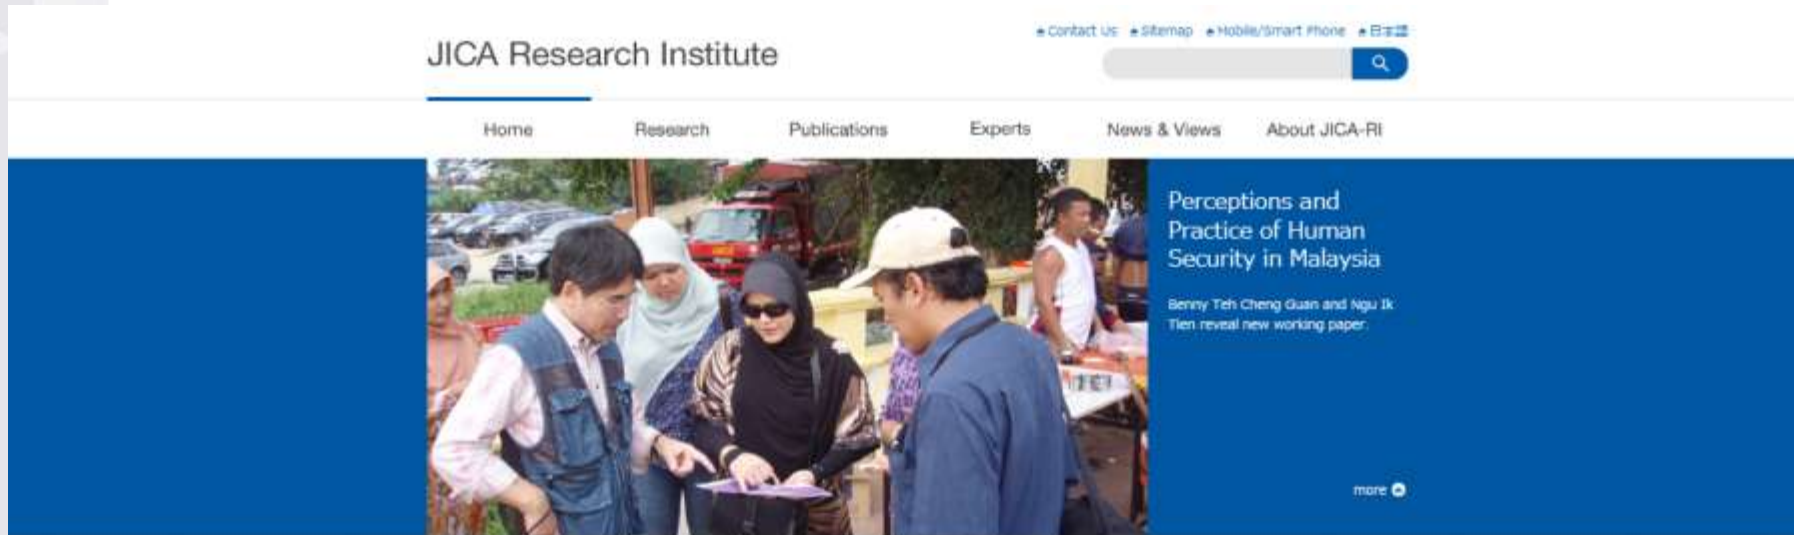 Contact Us Sitemap Mobile/Smart Phone 日本語
JICA Research Institute
Home Research Publications Experts News & Views About JICA-RI
Perceptions and
Practice of Human
Security in Malaysia
Benny Teh Cheng Guan and Ngu Ik
Tien reveal new working paper.
more